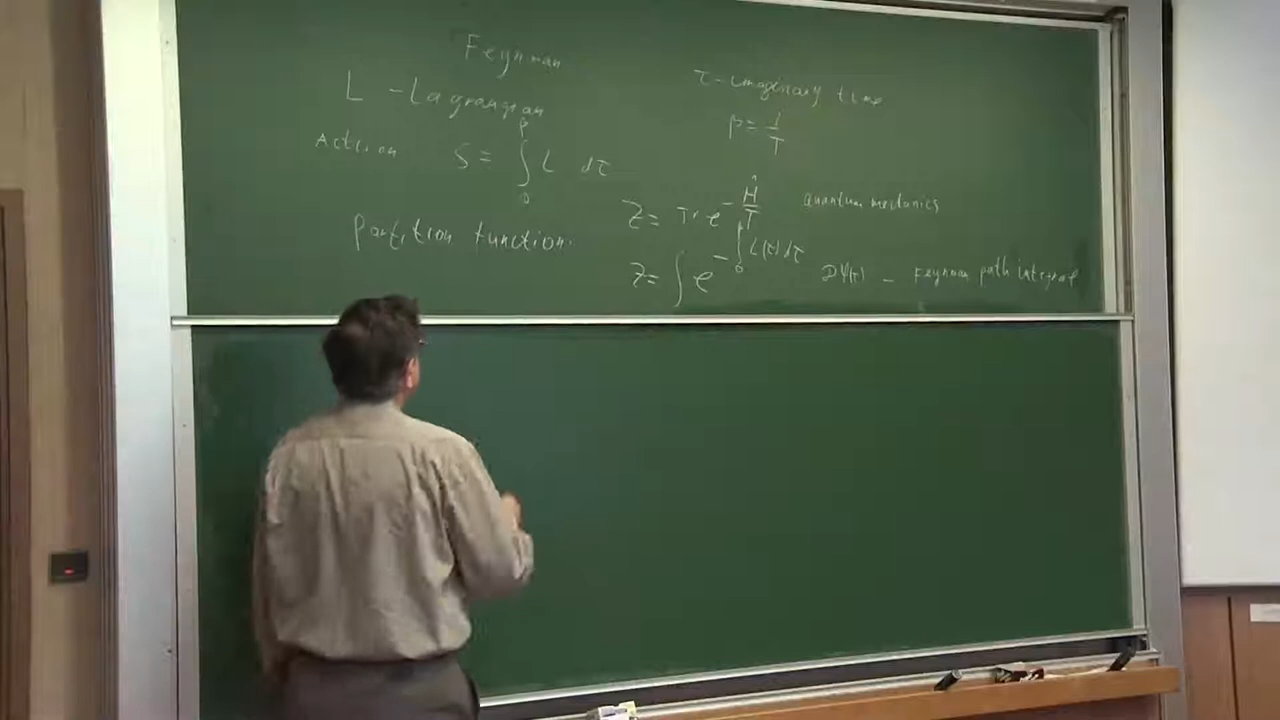 Feynman
L - Lagrangian
τ - imaginary time
Action S = ∫₀^β L dτ
β = 1/T
Z = Tr e^{-Ĥ/T} quantum mechanics
Partition function:
Z = ∫ e^{-∫₀^β L(τ)dτ} DΨ(τ) - Feynman path integral